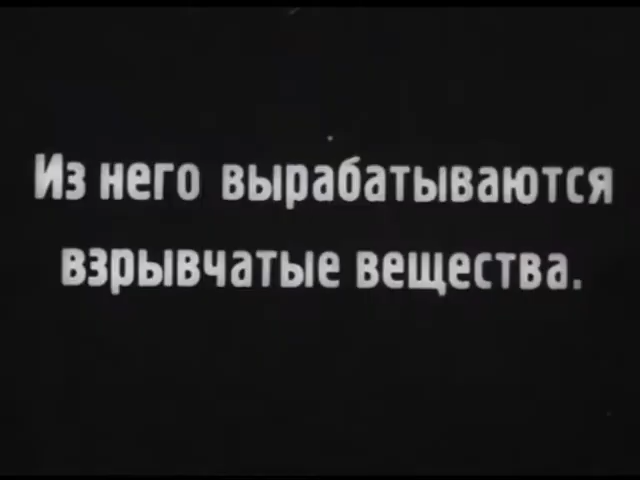 Из него вырабатываются
взрывчатые вещества.